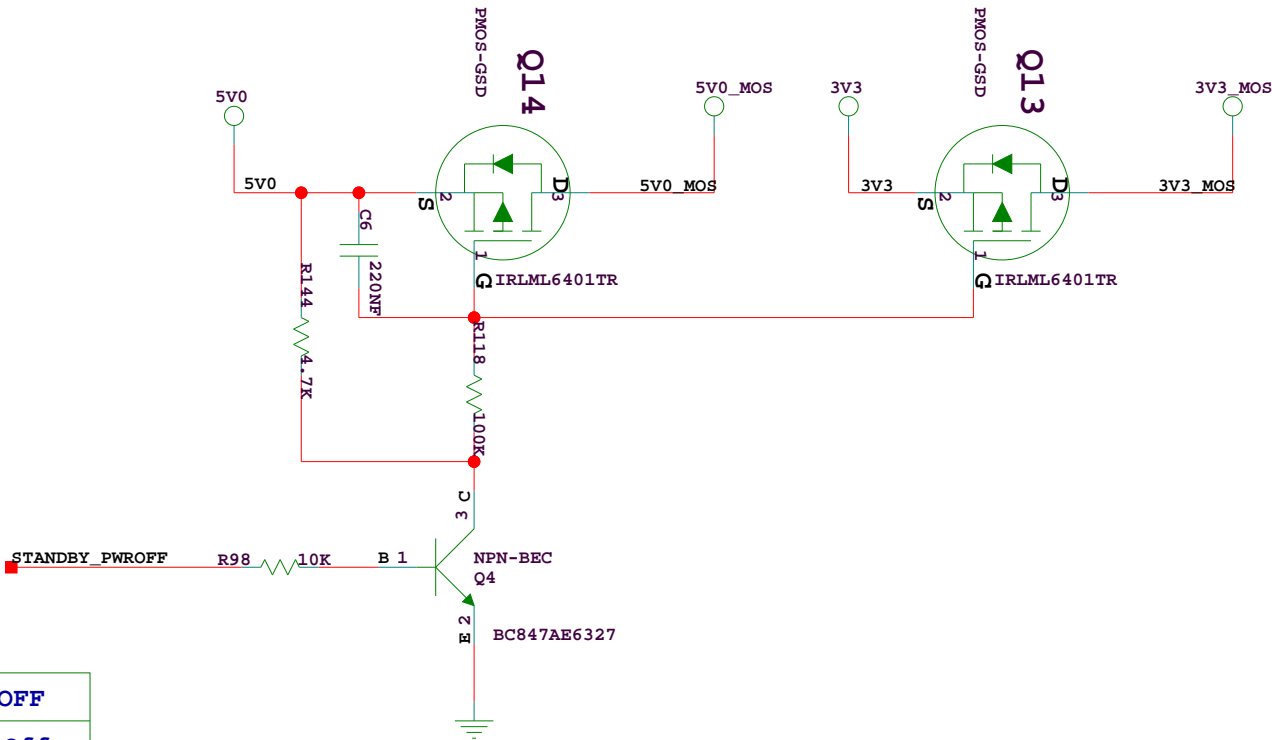 PMOS-GSD
Q14
PMOS-GSD
Q13
5V0
5V0_MOS
3V3
3V3_MOS
5V0
S
2
D
3
5V0_MOS
3V3
S
2
D
3
3V3_MOS
C6
220NF
1
G
IRLML6401TR
1
G
IRLML6401TR
R144
4.7K
R118
100K
C
3
STANDBY_PWROFF
R98
10K
B
1
NPN-BEC
Q4
2
E
BC847AE6327
OFF